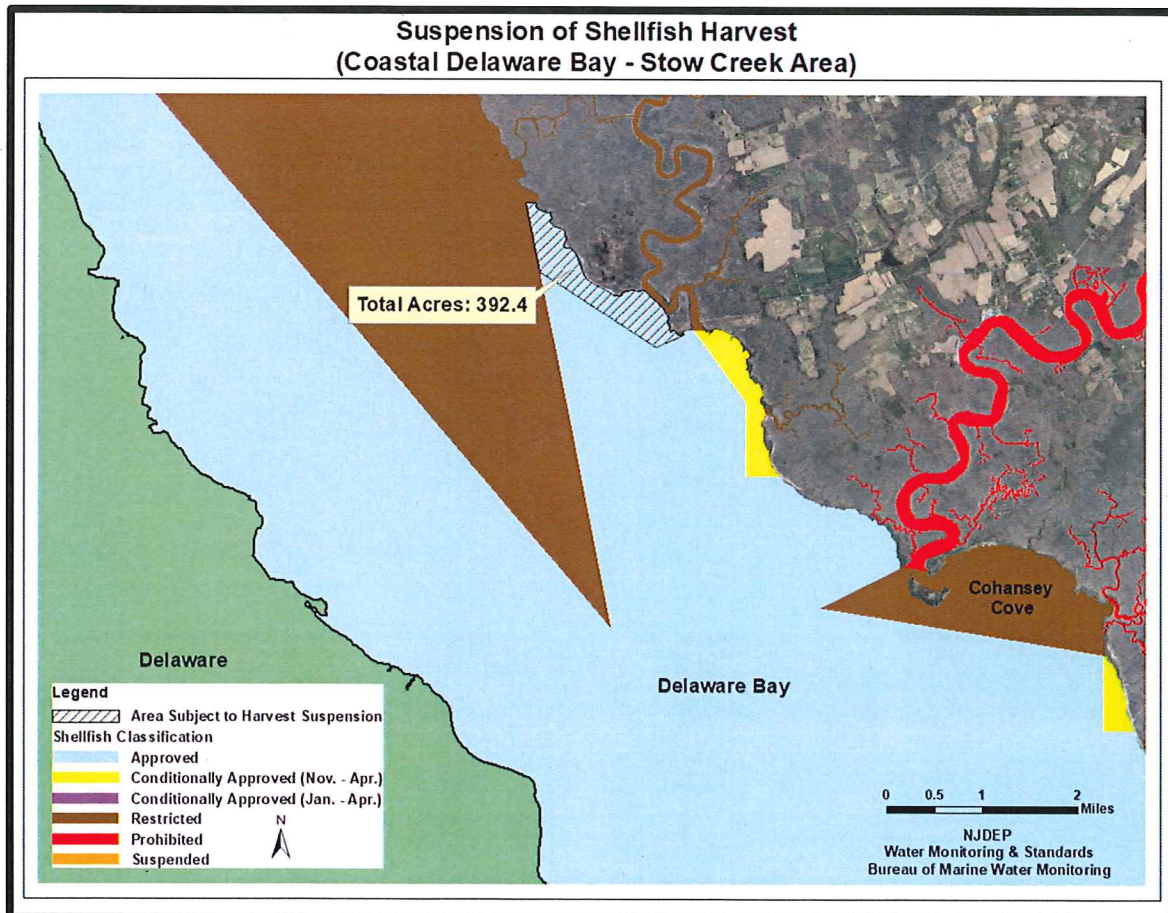 Suspension of Shellfish Harvest
(Coastal Delaware Bay - Stow Creek Area)
Total Acres: 392.4
Cohansey
Cove
Delaware
Delaware Bay
Legend
Area Subject to Harvest Suspension
Shellfish Classification
Approved
Conditionally Approved (Nov. - Apr.)
Conditionally Approved (Jan. - Apr.)
Restricted
Prohibited
Suspended
N
0 0.5 1 2
Miles
NJDEP
Water Monitoring & Standards
Bureau of Marine Water Monitoring